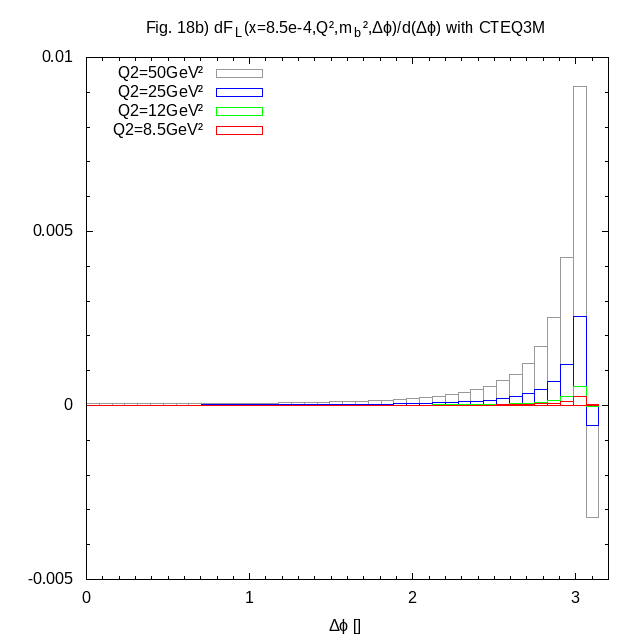 Fig. 18b) dF_L(x=8.5e-4,Q²,m_b²,Δϕ)/d(Δϕ) with CTEQ3M
0.01
Q2=50GeV²
Q2=25GeV²
Q2=12GeV²
Q2=8.5GeV²
0.005
0
-0.005
0 1 2 3
Δϕ []